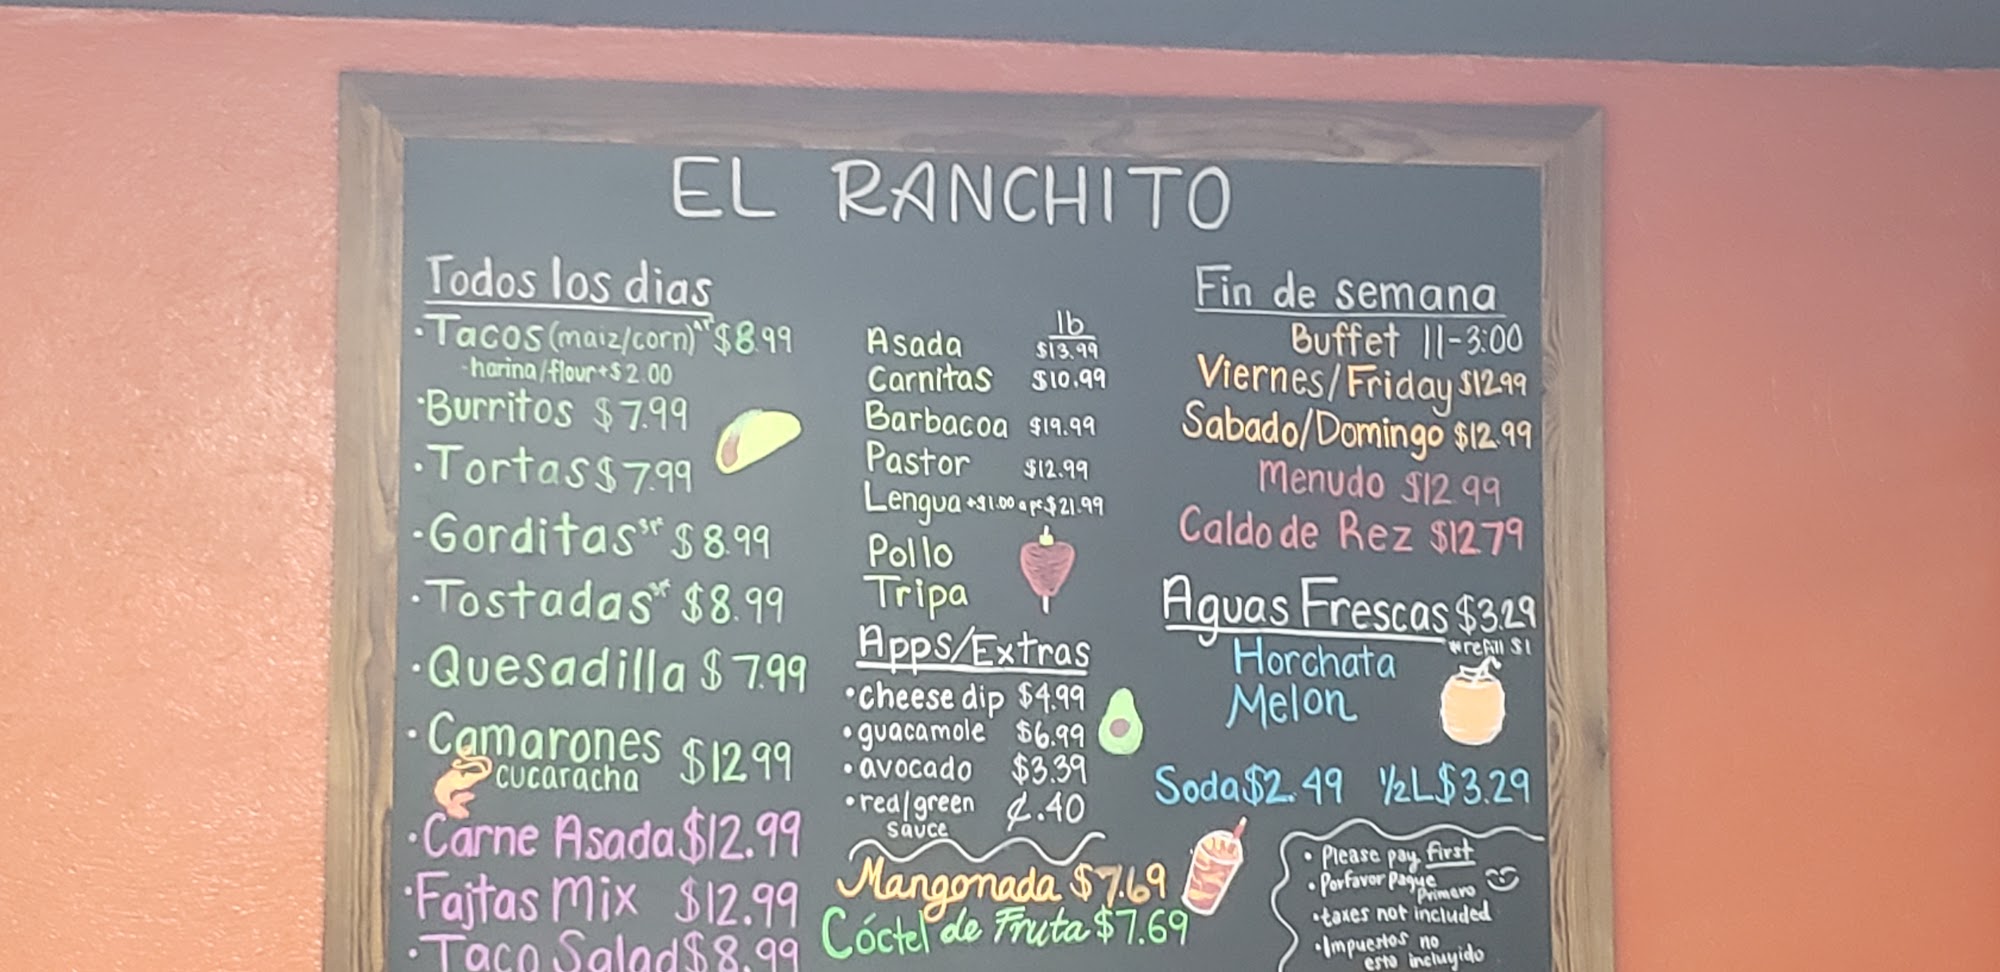 EL RANCHITO
Todos los dias
•Tacos (maiz/corn) $8.99
-harina/flour+$2.00
•Burritos $7.99
•Tortas $7.99
•Gorditas $8.99
•Tostadas $8.99
•Quesadilla $7.99
•Camarones $12.99
cucaracha
•Carne Asada $12.99
•Fajtas Mix $12.99
•Taco Salad $8.99
lb
Asada $13.99
Carnitas $10.99
Barbacoa $19.99
Pastor $12.99
Lengua +$1.00 a pc $21.99
Pollo
Tripa
Apps/Extras
•cheese dip $4.99
•guacamole $6.99
•avocado $3.39
•red/green ¢.40
sauce
Mangonada $7.69
Cóctel de Fruta $7.69
Fin de semana
Buffet 11-3:00
Viernes/Friday $12.99
Sabado/Domingo $12.99
Menudo $12.99
Caldo de Rez $12.79
Aguas Frescas $3.29
*refill $1
Horchata
Melon
Soda $2.49 ½L $3.29
•Please pay first
•Porfavor Pague
Primero
•taxes not included
•Impuestos no
esta incluyido